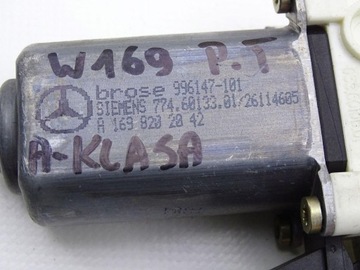 W169 P.T
brose 996147-101
SIEMENS 774.60133.01/26114605
A 169 820 20 42
A-KLASA